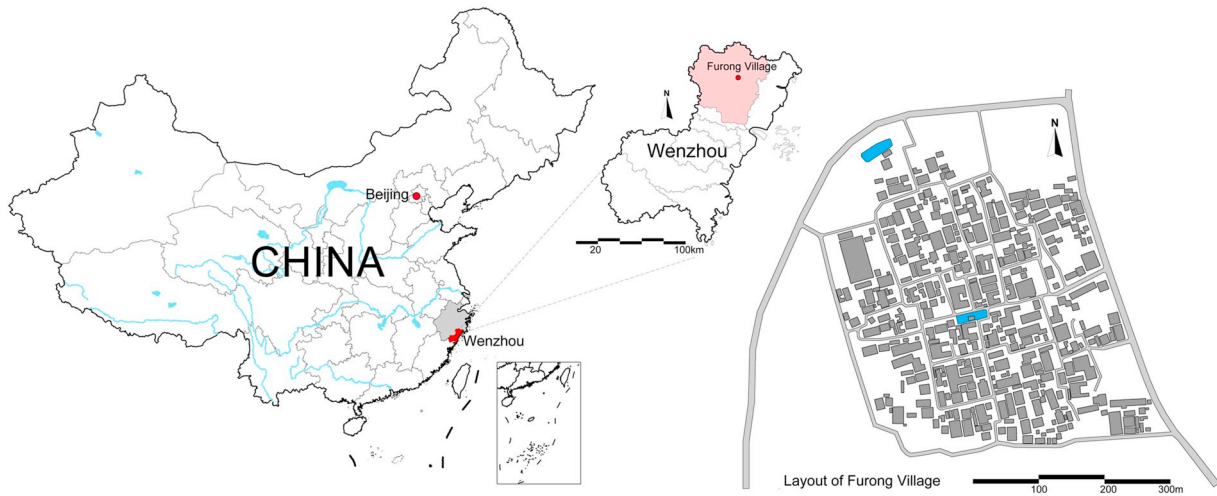 CHINA
Beijing
Wenzhou
Furong Village
N
Wenzhou
20 100km
N
Layout of Furong Village
100 200 300m